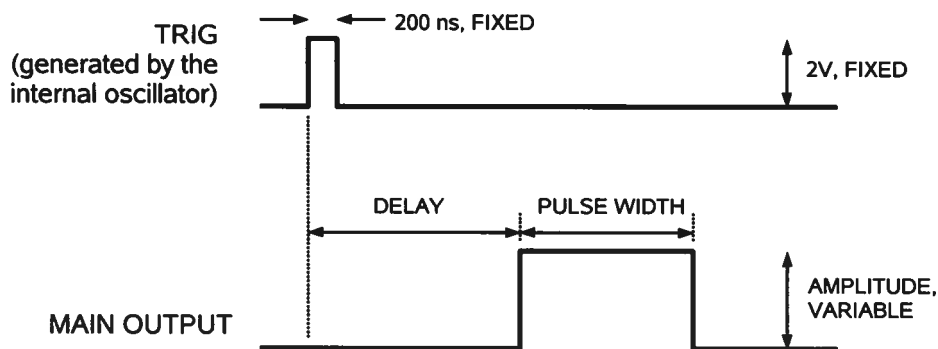 200 ns, FIXED
TRIG
(generated by the
internal oscillator)
2V, FIXED
DELAY
PULSE WIDTH
AMPLITUDE,
VARIABLE
MAIN OUTPUT